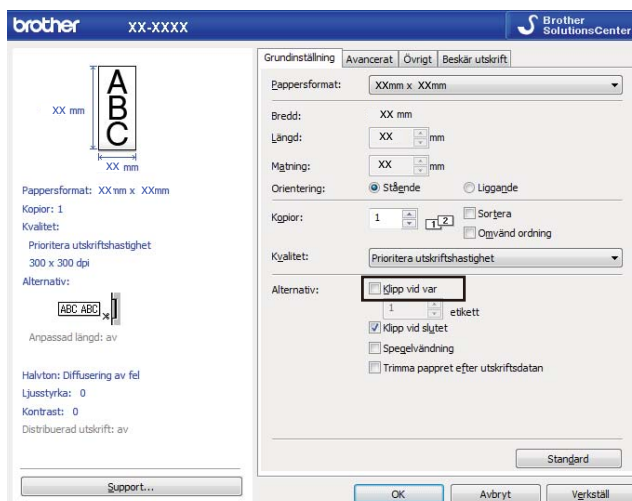 brother XX-XXXX Brother SolutionsCenter
ABC
XX mm
XX mm
Pappersformat: XX mm x XXmm
Kopior: 1
Kvalitet:
Prioritera utskriftshastighet
300 x 300 dpi
Alternativ:
ABC ABC
Anpassad längd: av
Halvton: Diffusering av fel
Ljusstyrka: 0
Kontrast: 0
Distribuerad utskrift: av
Support...
Grundinställning Avancerat Övrigt Beskär utskrift
Pappersformat: XXmm x XXmm
Bredd: XX mm
Längd: XX mm
Matning: XX mm
Orientering: Stående Liggande
Kopior: 1 12 Sortera
Omvänd ordning
Kvalitet: Prioritera utskriftshastighet
Alternativ: Klipp vid var
1 etikett
Klipp vid slutet
Spegelvändning
Trimma pappret efter utskriftsdatan
Standard
OK Avbryt Verkställ